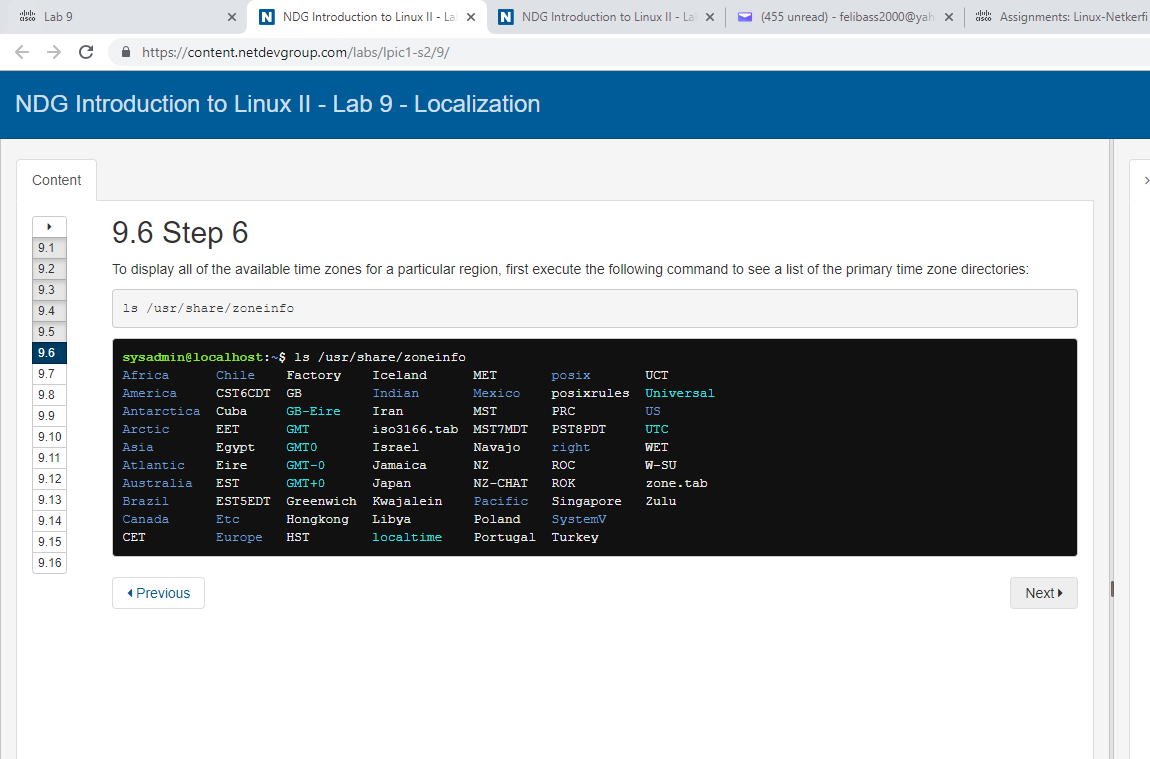 Lab 9
NDG Introduction to Linux II - La
NDG Introduction to Linux II - La
(455 unread) - felibass2000@yah
Assignments: Linux-Netkerfi
https://content.netdevgroup.com/labs/lpic1-s2/9/
NDG Introduction to Linux II - Lab 9 - Localization
Content
9.1
9.2
9.3
9.4
9.5
9.6
9.7
9.8
9.9
9.10
9.11
9.12
9.13
9.14
9.15
9.16
9.6 Step 6
To display all of the available time zones for a particular region, first execute the following command to see a list of the primary time zone directories:
ls /usr/share/zoneinfo
sysadmin@localhost:~$ ls /usr/share/zoneinfo
Africa Chile Factory Iceland MET posix UCT
America CST6CDT GB Indian Mexico posixrules Universal
Antarctica Cuba GB-Eire Iran MST PRC US
Arctic EET GMT iso3166.tab MST7MDT PST8PDT UTC
Asia Egypt GMT0 Israel Navajo right WET
Atlantic Eire GMT-0 Jamaica NZ ROC W-SU
Australia EST GMT+0 Japan NZ-CHAT ROK zone.tab
Brazil EST5EDT Greenwich Kwajalein Pacific Singapore Zulu
Canada Etc Hongkong Libya Poland SystemV
CET Europe HST localtime Portugal Turkey
Previous
Next